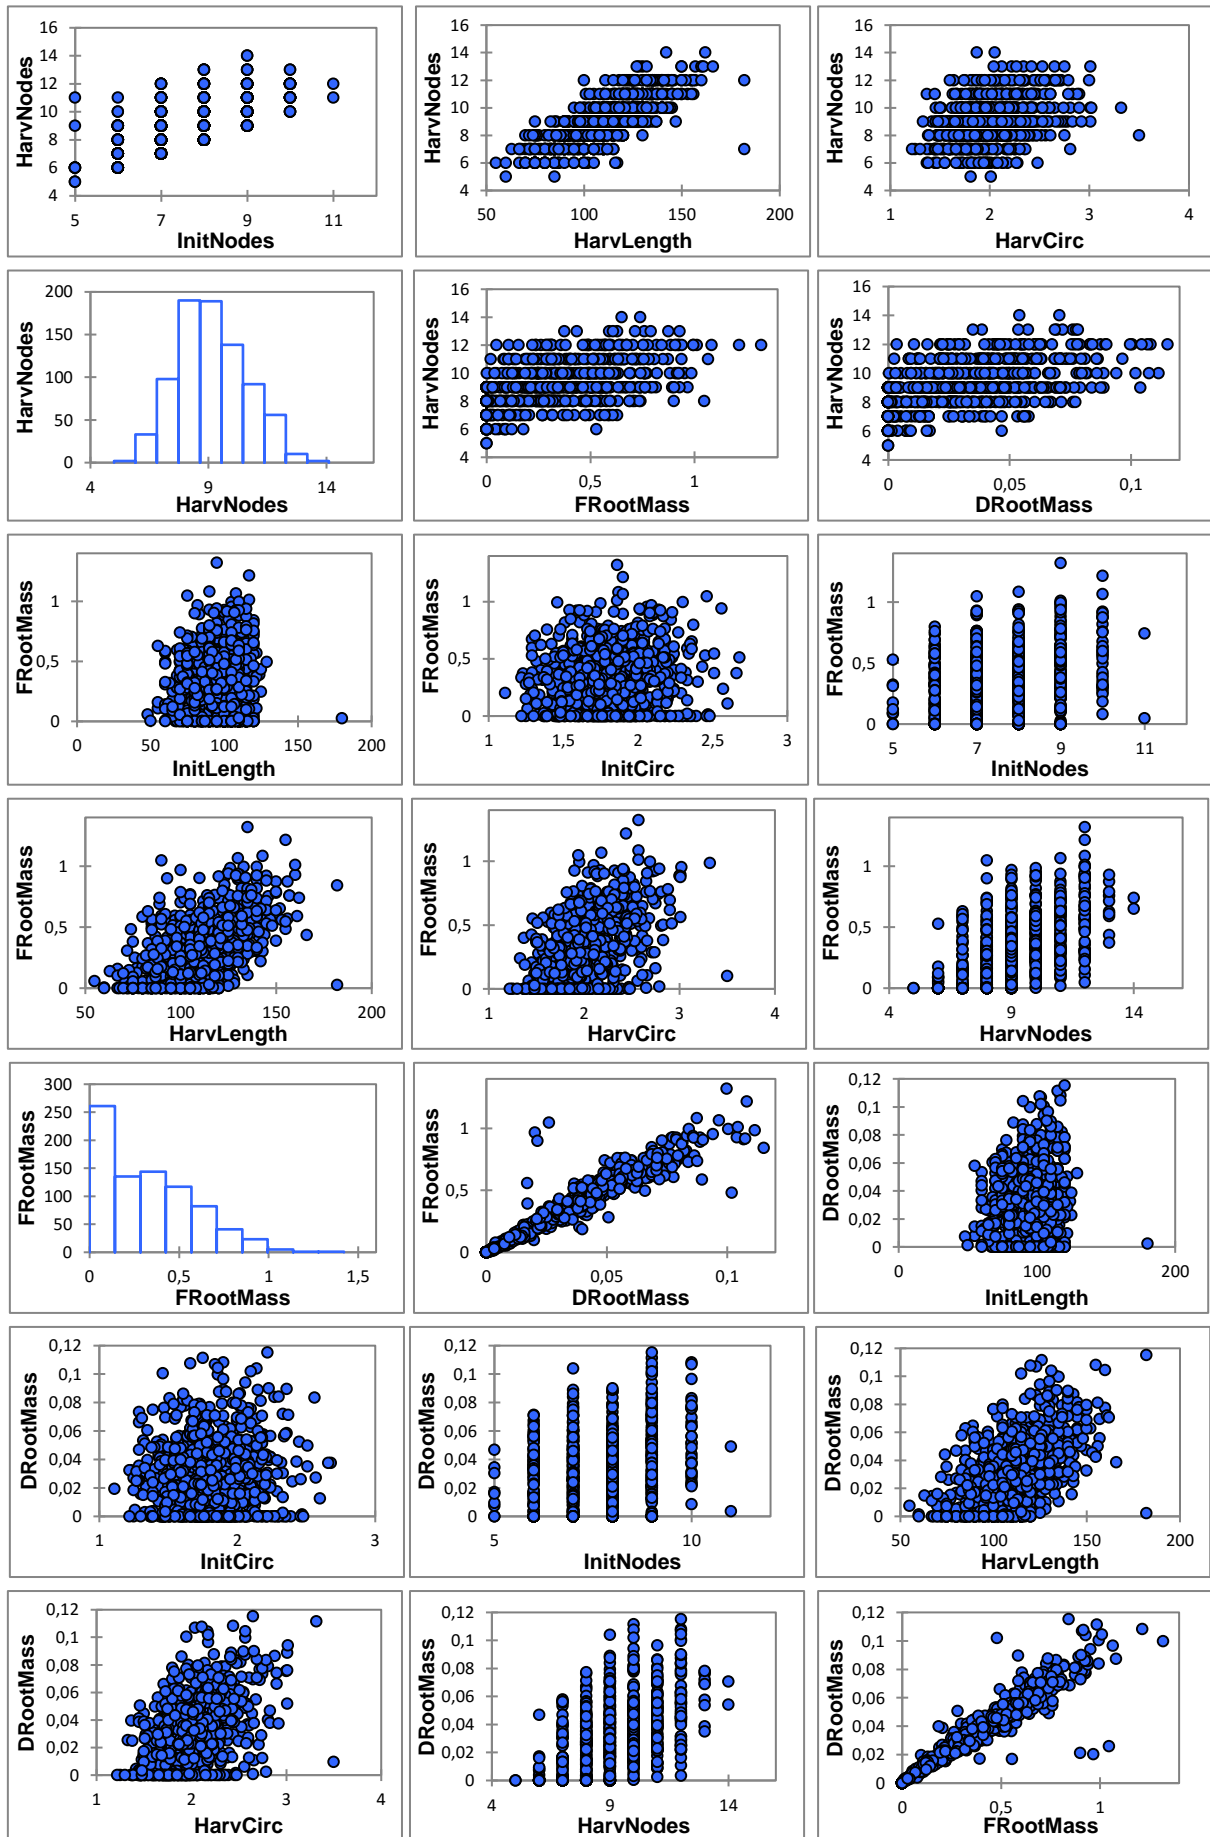 HarvNodes
16
14
12
10
8
6
4
5 7 9 11
InitNodes
HarvNodes
16
14
12
10
8
6
4
50 100 150 200
HarvLength
HarvNodes
16
14
12
10
8
6
4
1 2 3 4
HarvCirc
HarvNodes
200
150
100
50
0
4 9 14
HarvNodes
HarvNodes
16
14
12
10
8
6
4
0 0,5 1
FRootMass
HarvNodes
16
14
12
10
8
6
4
0 0,05 0,1
DRootMass
FRootMass
1
0,5
0
0 50 100 150 200
InitLength
FRootMass
1
0,5
0
1 1,5 2 2,5 3
InitCirc
FRootMass
1
0,5
0
5 7 9 11
InitNodes
FRootMass
1
0,5
0
50 100 150 200
HarvLength
FRootMass
1
0,5
0
1 2 3 4
HarvCirc
FRootMass
1
0,5
0
4 9 14
HarvNodes
FRootMass
300
250
200
150
100
50
0
0 0,5 1 1,5
FRootMass
FRootMass
1
0,5
0
0 0,05 0,1
DRootMass
DRootMass
0,12
0,1
0,08
0,06
0,04
0,02
0
0 100 200
InitLength
DRootMass
0,12
0,1
0,08
0,06
0,04
0,02
0
1 2 3
InitCirc
DRootMass
0,12
0,1
0,08
0,06
0,04
0,02
0
5 10
InitNodes
DRootMass
0,12
0,1
0,08
0,06
0,04
0,02
0
50 100 150 200
HarvLength
DRootMass
0,12
0,1
0,08
0,06
0,04
0,02
0
1 2 3 4
HarvCirc
DRootMass
0,12
0,1
0,08
0,06
0,04
0,02
0
4 9 14
HarvNodes
DRootMass
0,12
0,1
0,08
0,06
0,04
0,02
0
0 0,5 1
FRootMass